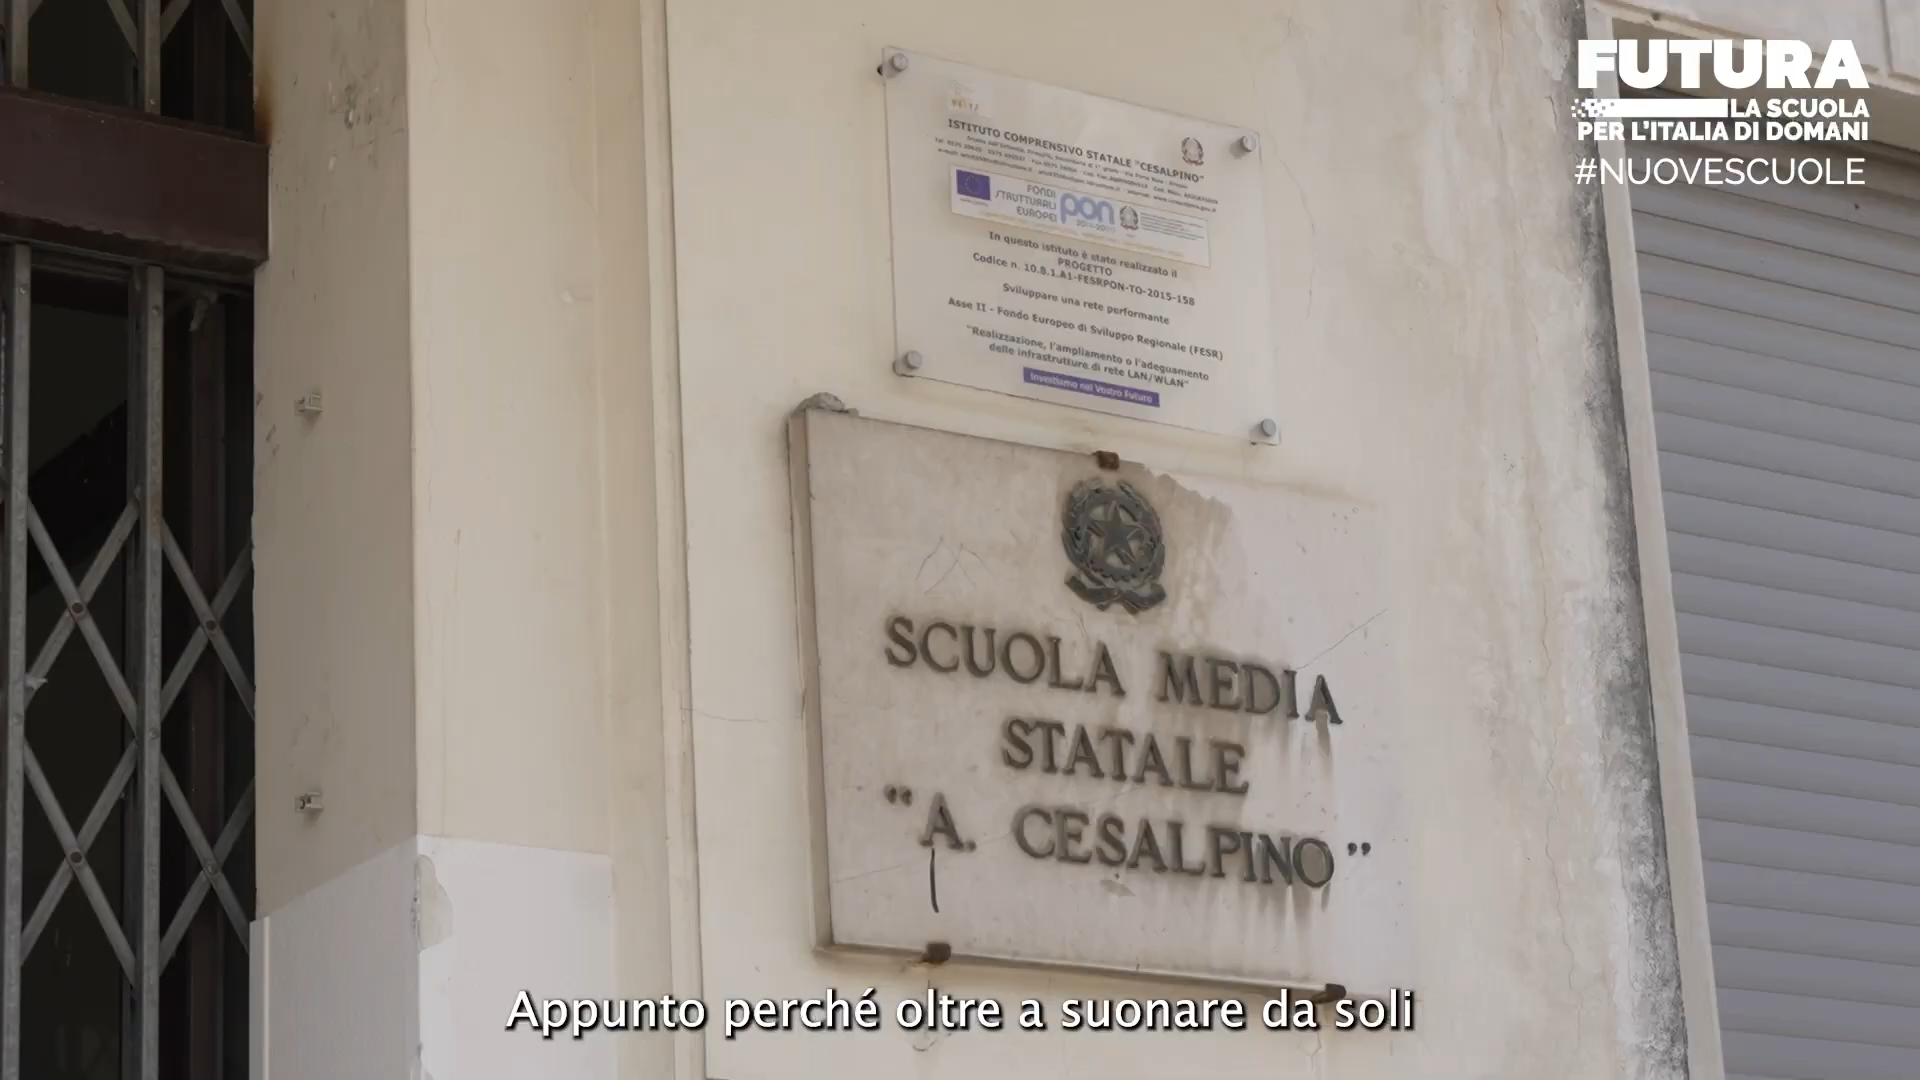 FUTURA
LA SCUOLA
PER L'ITALIA DI DOMANI
#NUOVESCUOLE
ISTITUTO COMPRENSIVO STATALE "CESALPINO"
FONDI
STRUTTURALI
EUROPEI
pon
2014-2020
In questo istituto è stato realizzato il
PROGETTO
Codice n. 10.8.1.A1-FESRPON-TO-2015-158
Sviluppare una rete performante
Asse II - Fondo Europeo di Sviluppo Regionale (FESR)
"Realizzazione, l'ampliamento o l'adeguamento
delle infrastrutture di rete LAN/WLAN"
Investiamo nel Vostro Futuro
SCUOLA MEDIA
STATALE
"A. CESALPINO"
Appunto perché oltre a suonare da soli